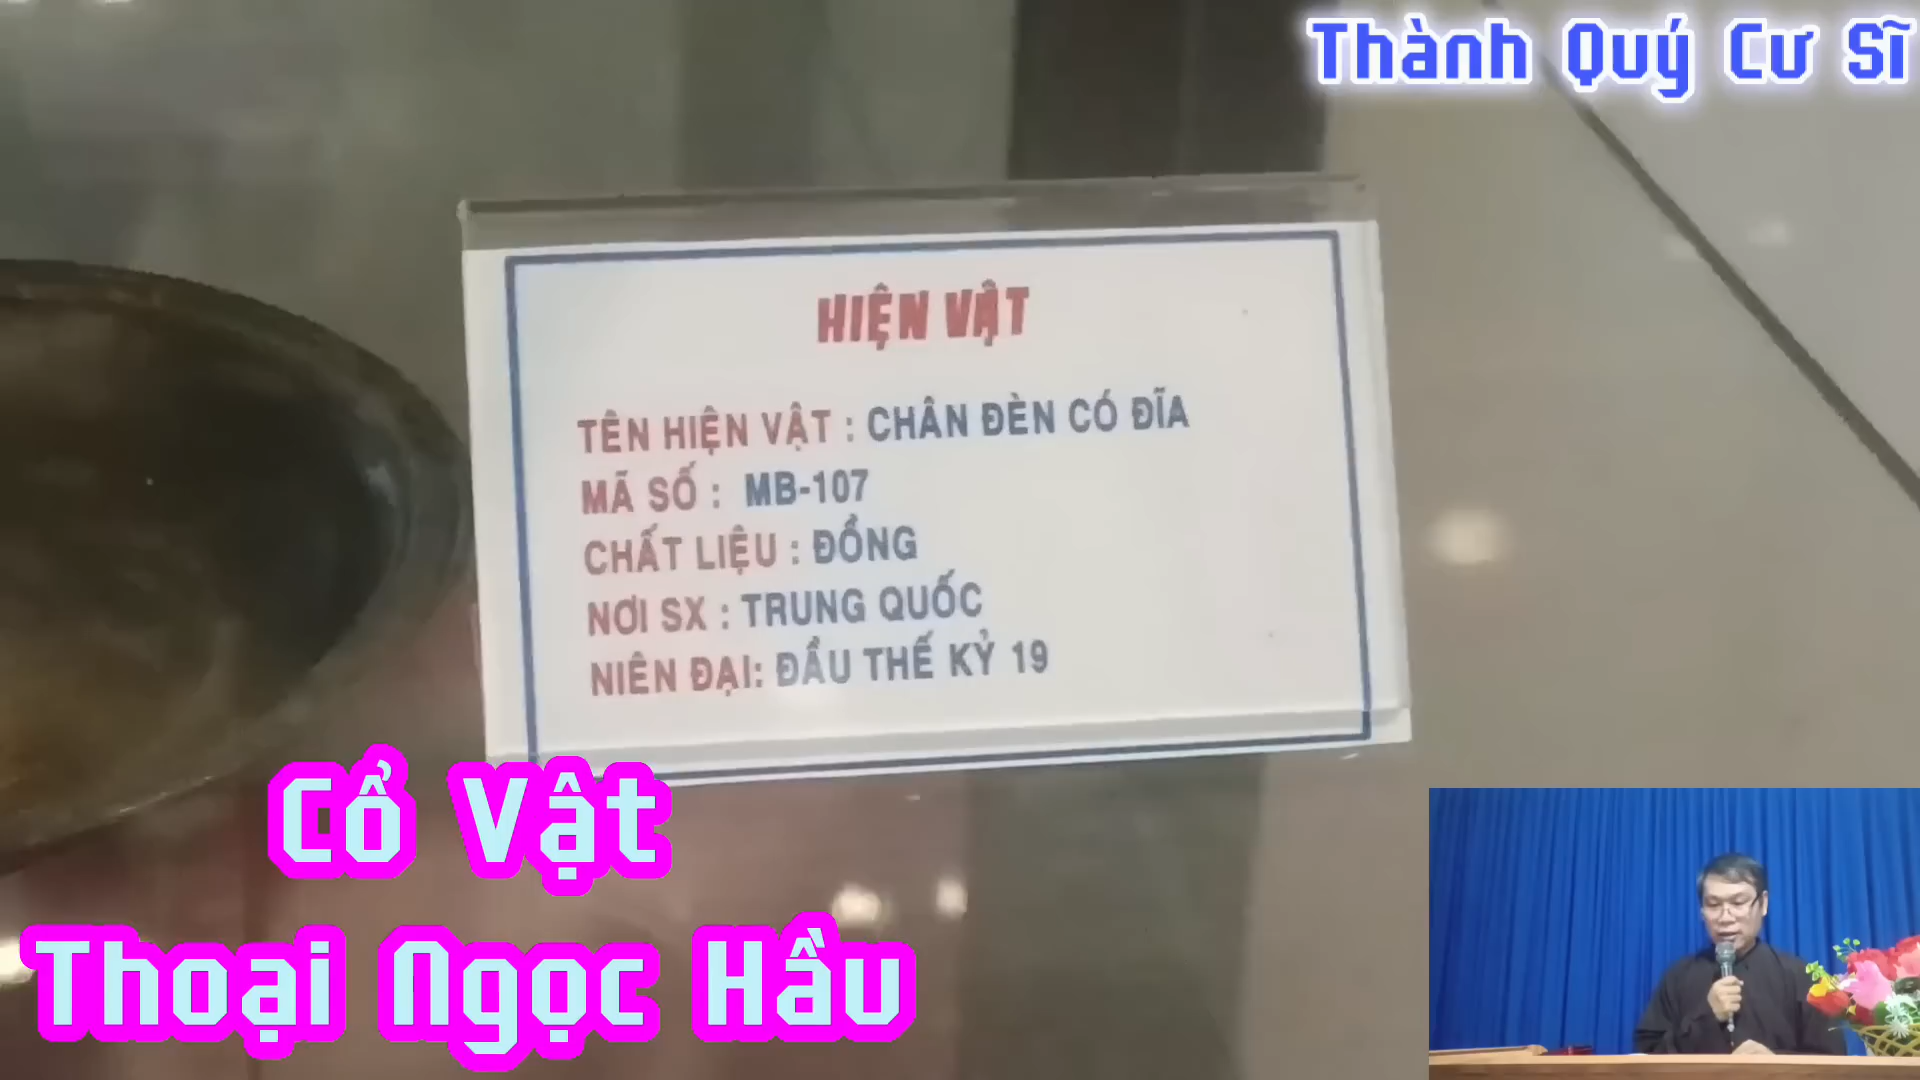 Thành Quý Cư Sĩ
HIỆN VẬT
TÊN HIỆN VẬT : CHÂN ĐÈN CÓ ĐĨA
MÃ SỐ : MB-107
CHẤT LIỆU : ĐỒNG
NƠI SX : TRUNG QUỐC
NIÊN ĐẠI: ĐẦU THẾ KỶ 19
Cổ Vật
Thoại Ngọc Hầu